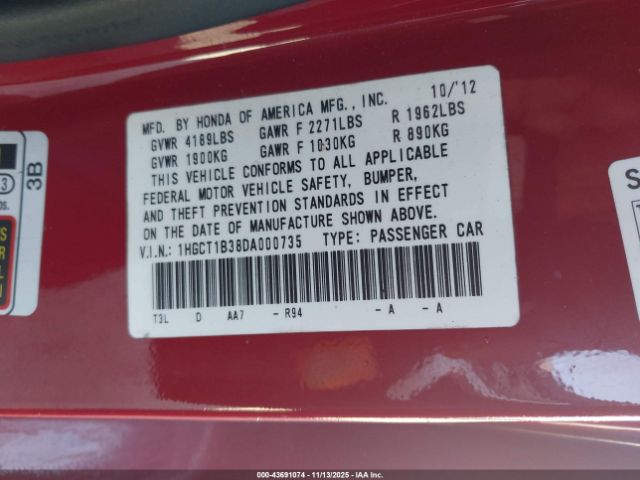 10/'12
MFD. BY HONDA OF AMERICA MFG., INC.
GVWR 4189LBS GAWR F 2271LBS R 1962LBS
GVWR 1900KG GAWR F 1030KG R 890KG
THIS VEHICLE CONFORMS TO ALL APPLICABLE
FEDERAL MOTOR VEHICLE SAFETY, BUMPER,
AND THEFT PREVENTION STANDARDS IN EFFECT
ON THE DATE OF MANUFACTURE SHOWN ABOVE.
V.I.N.: 1HGCT1B38DA000735 TYPE: PASSENGER CAR
T3L D AA7 - R94 - A - A
3B
000-43691074 | 11/13/2025 | IAA Inc.